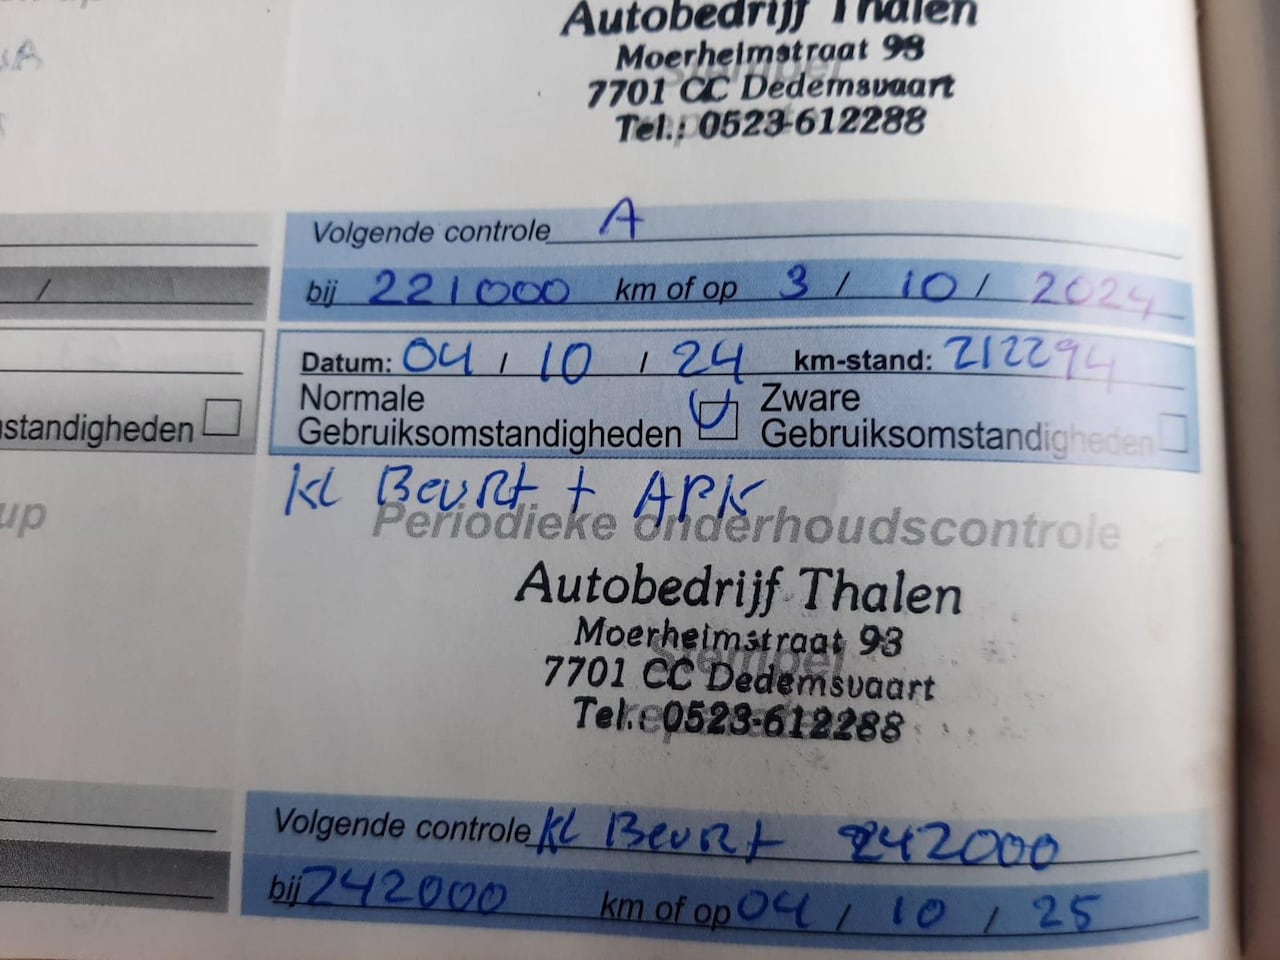 Autobedrijf Thalen
Moerheimstraat 93
7701 CC Dedemsvaart
Tel.: 0523-612288
Volgende controle A
bij 221000 km of op 3 / 10 / 2024
/
Datum: 04 / 10 / 24 km-stand: 212294
Normale Zware
Gebruiksomstandigheden Gebruiksomstandigheden
standigheden
Kl Beurt + APK
up
Periodieke onderhoudscontrole
Autobedrijf Thalen
Moerheimstraat 93
stempel
7701 CC Dedemsvaart
Tel.: 0523-612288
Volgende controle Kl Beurt 242000
bij 242000 km of op 04 / 10 / 25